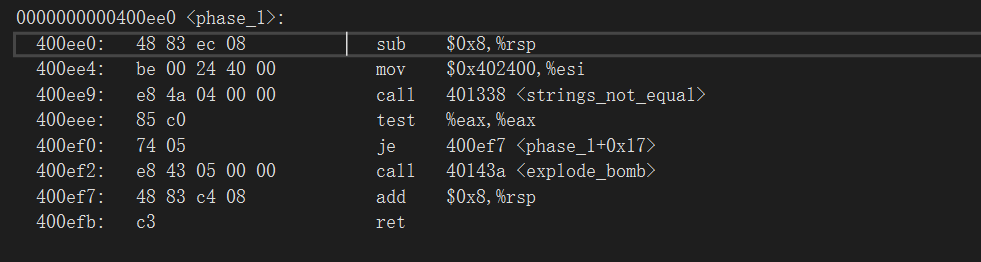 0000000000400ee0 <phase_1>:
400ee0: 48 83 ec 08 sub $0x8,%rsp
400ee4: be 00 24 40 00 mov $0x402400,%esi
400ee9: e8 4a 04 00 00 call 401338 <strings_not_equal>
400eee: 85 c0 test %eax,%eax
400ef0: 74 05 je 400ef7 <phase_1+0x17>
400ef2: e8 43 05 00 00 call 40143a <explode_bomb>
400ef7: 48 83 c4 08 add $0x8,%rsp
400efb: c3 ret